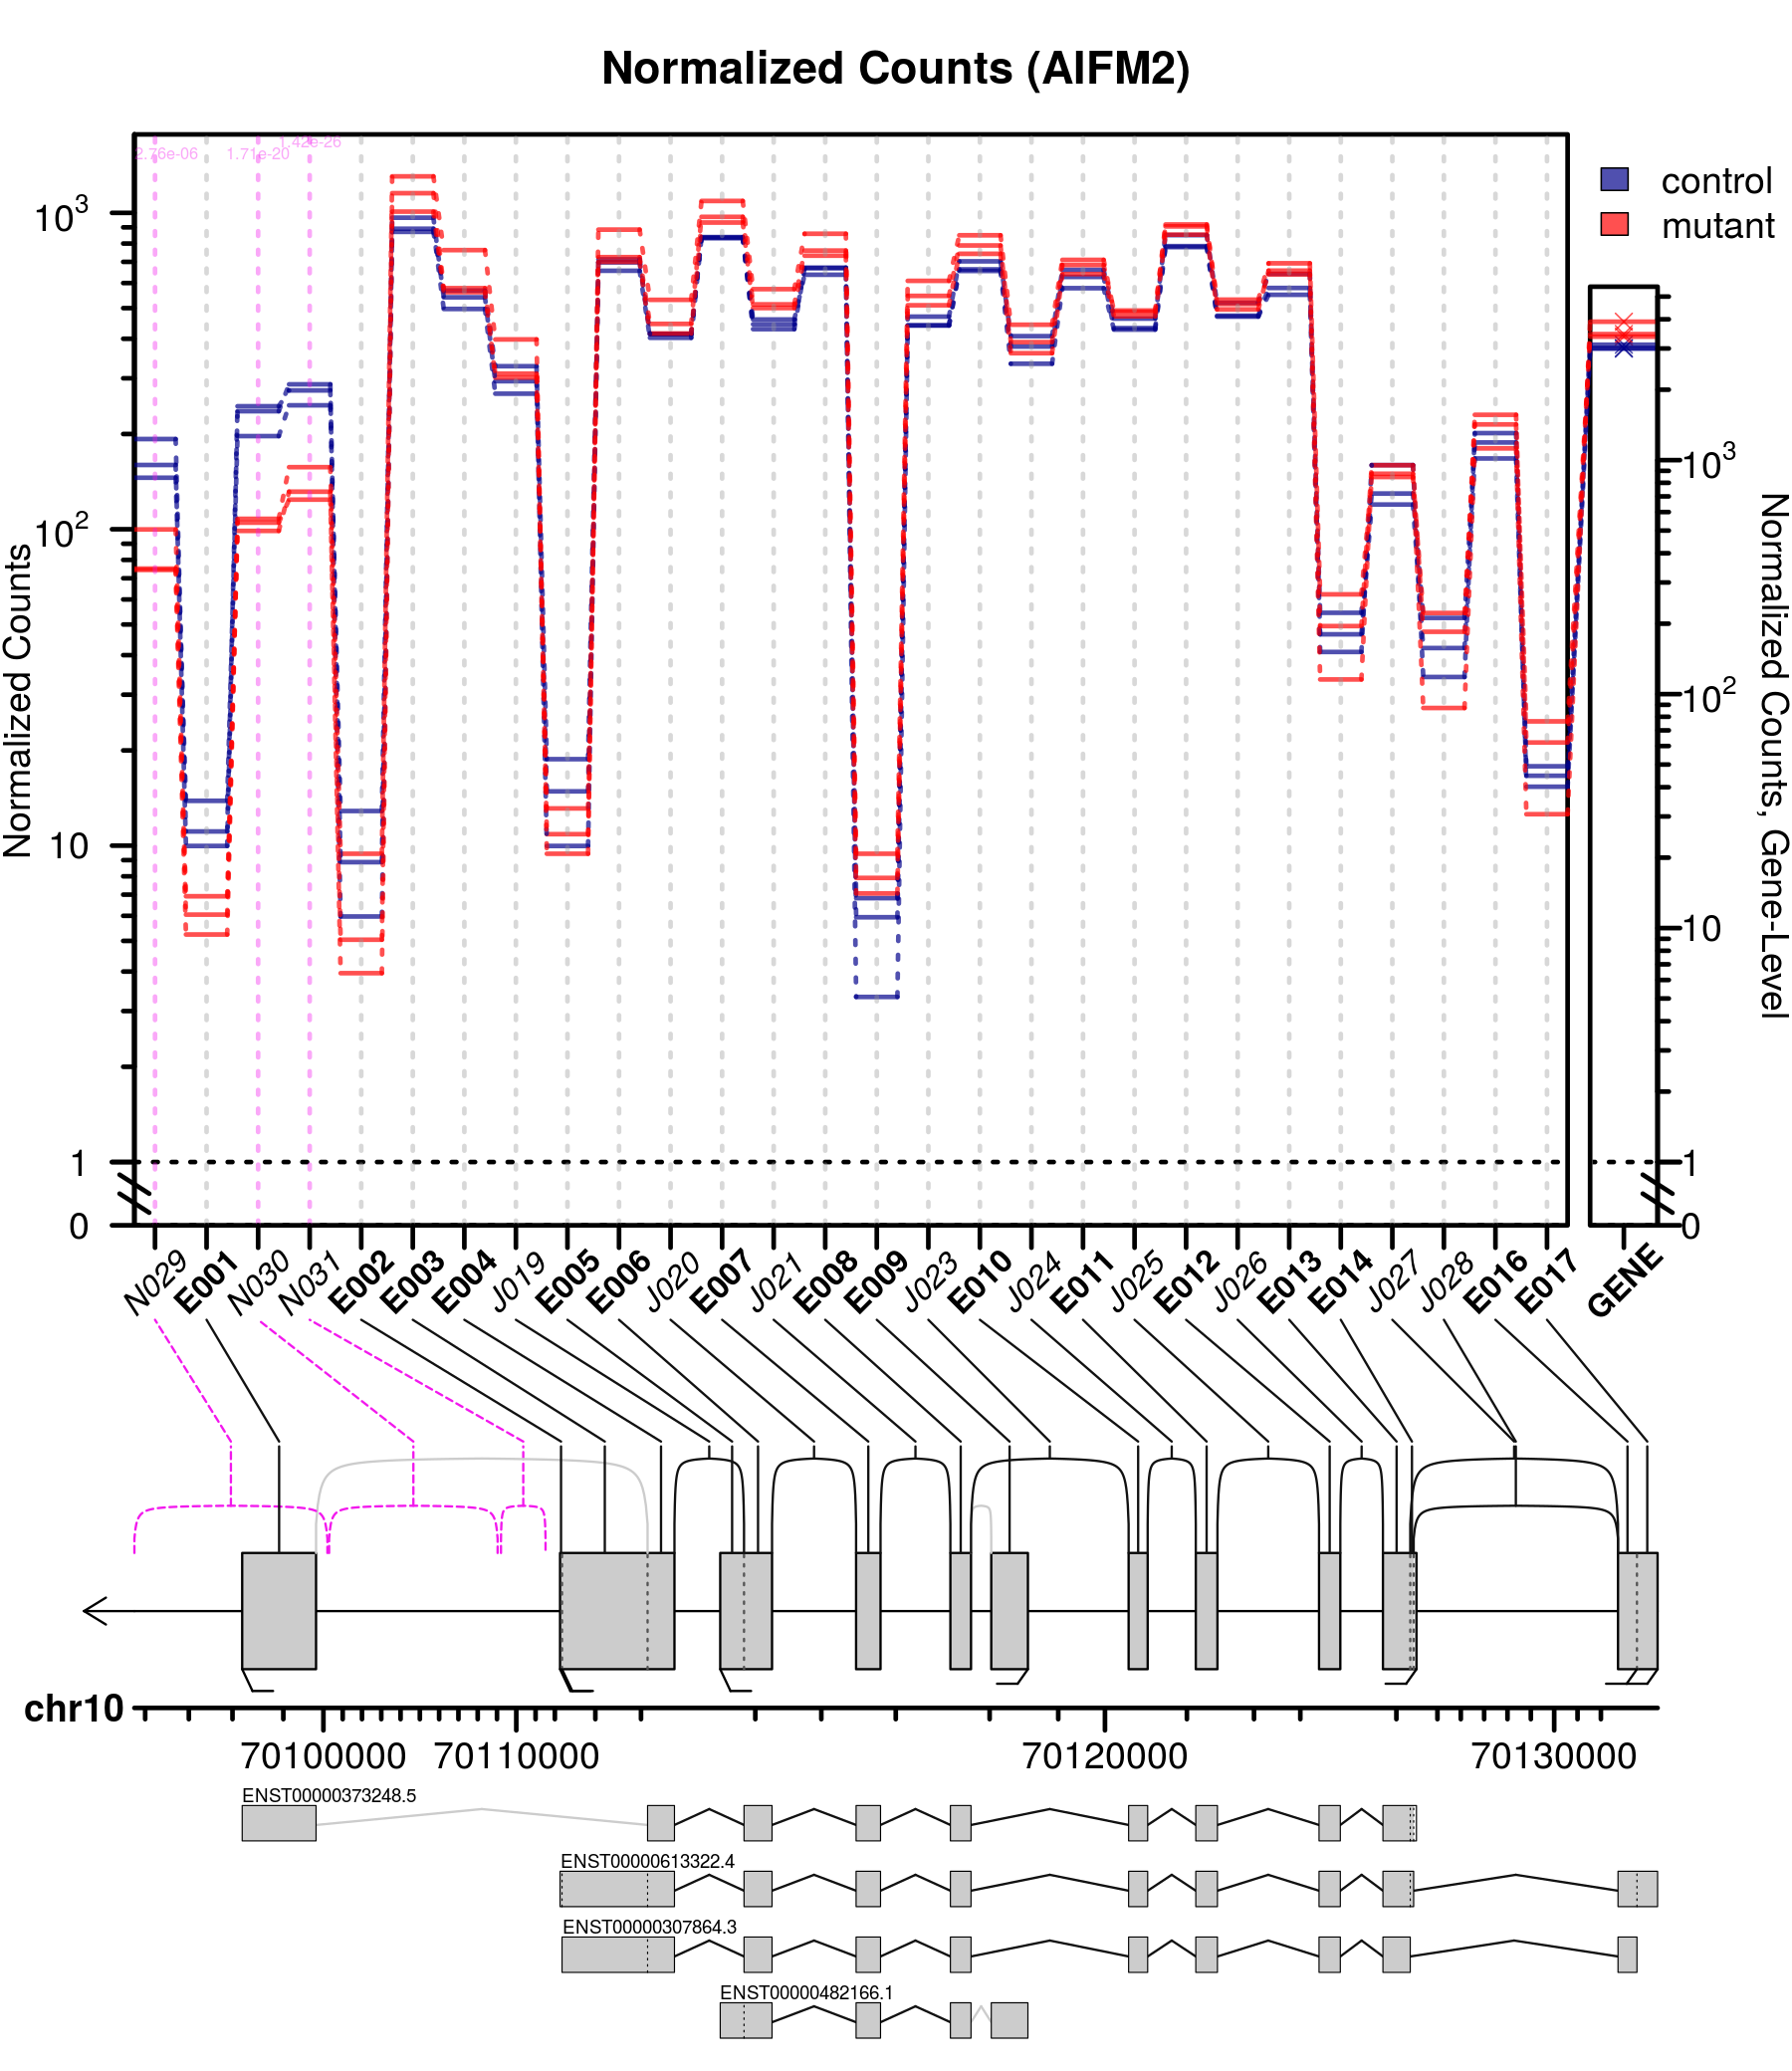 Normalized Counts (AIFM2)
2.76e-06
1.71e-20
1.42e-26
control
mutant
Normalized Counts
10³
10²
10
1
0
Normalized Counts, Gene-Level
10³
10²
10
1
0
N029 E001 N030 N031 E002 E003 E004 J019 E005 E006 J020 E007 J021 E008 E009 J023 E010 J024 E011 J025 E012 J026 E013 E014 J027 J028 E016 E017 GENE
chr10
70100000 70110000 70120000 70130000
ENST00000373248.5
ENST00000613322.4
ENST00000307864.3
ENST00000482166.1